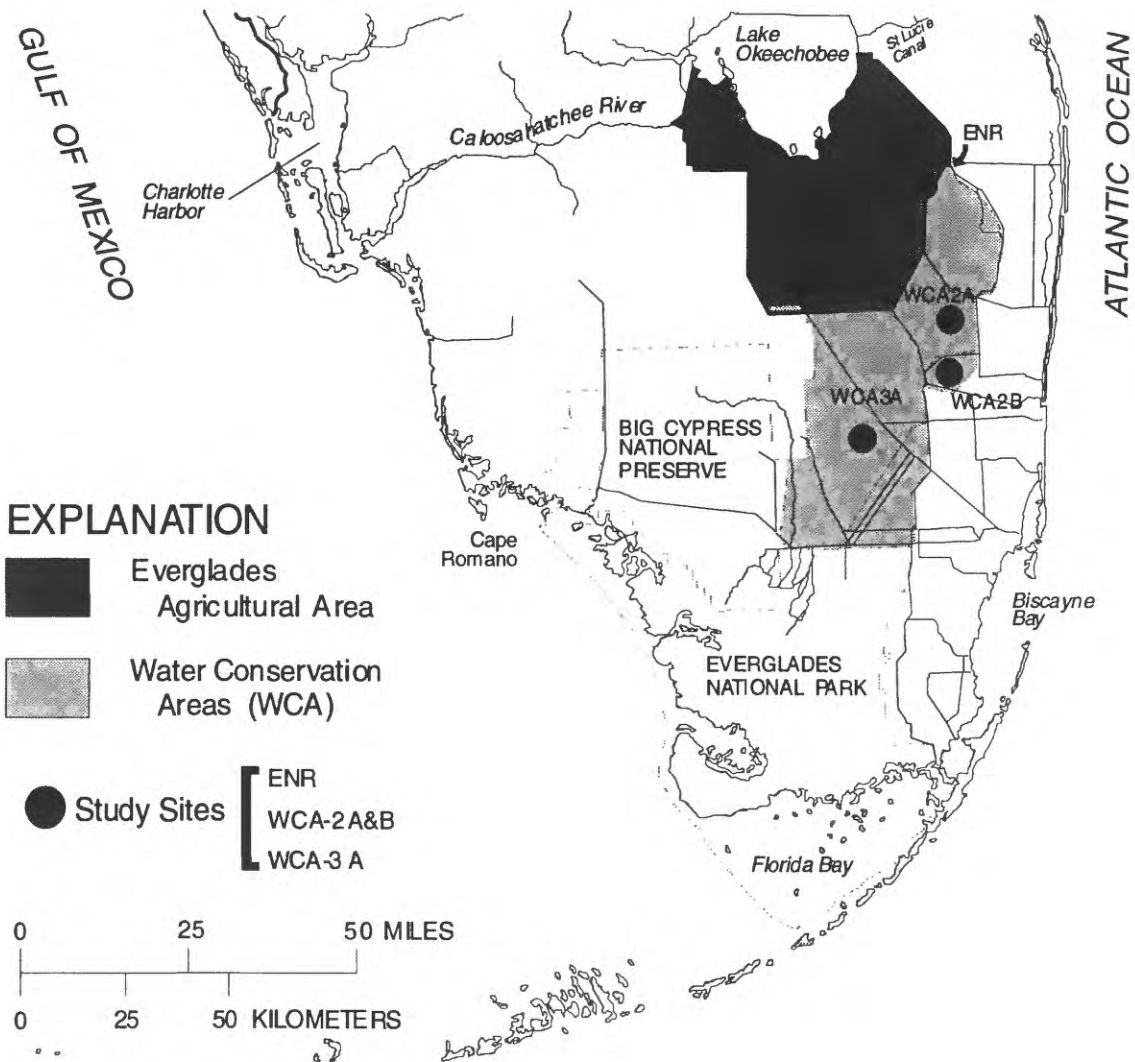 GULF OF MEXICO
Lake
Okeechobee
St Lucie
Canal
ATLANTIC OCEAN
Caloosahatchee River
ENR
Charlotte
Harbor
WCA2A
WCA3A
WCA2B
BIG CYPRESS
NATIONAL
PRESERVE
EXPLANATION
Everglades
Agricultural Area
Water Conservation
Areas (WCA)
Study Sites
ENR
WCA-2A&B
WCA-3 A
Cape
Romano
Biscayne
Bay
EVERGLADES
NATIONAL PARK
Florida Bay
0 25 50 MILES
0 25 50 KILOMETERS